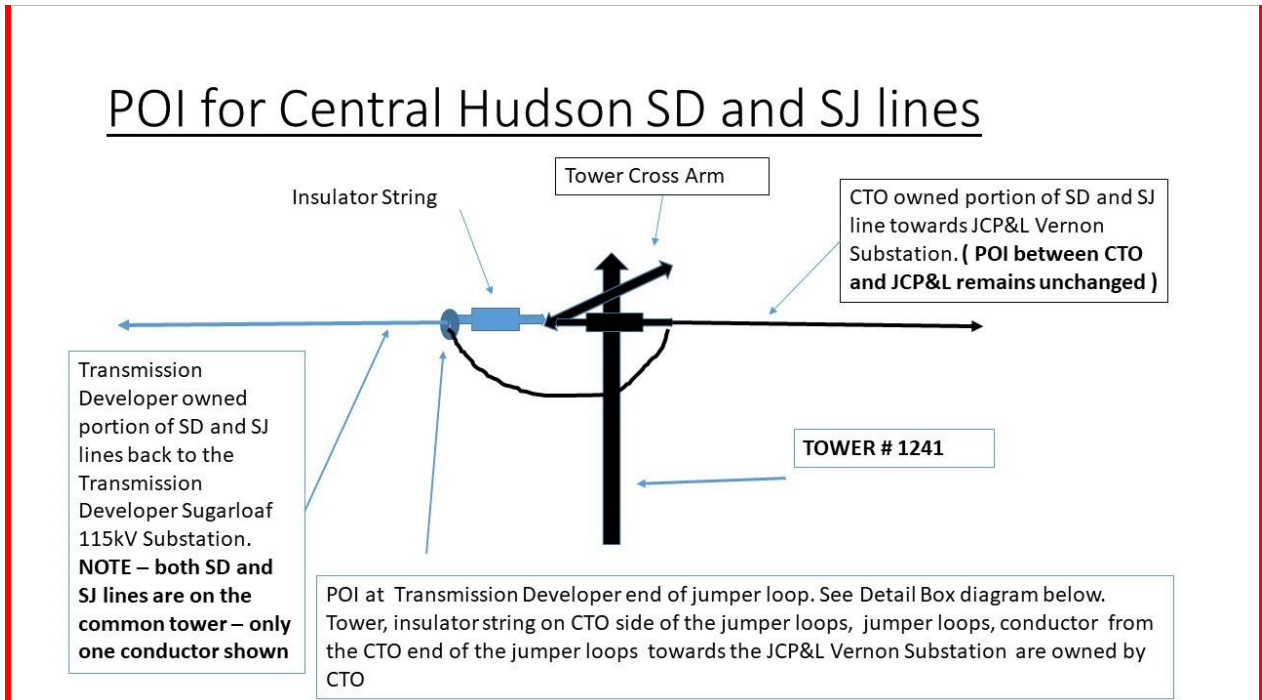 POI for Central Hudson SD and SJ lines
Insulator String
Tower Cross Arm
CTO owned portion of SD and SJ
line towards JCP&L Vernon
Substation. ( POI between CTO
and JCP&L remains unchanged )
Transmission
Developer owned
portion of SD and SJ
lines back to the
Transmission
Developer Sugarloaf
115kV Substation.
NOTE – both SD and
SJ lines are on the
common tower – only
one conductor shown
TOWER # 1241
POI at Transmission Developer end of jumper loop. See Detail Box diagram below.
Tower, insulator string on CTO side of the jumper loops, jumper loops, conductor from
the CTO end of the jumper loops towards the JCP&L Vernon Substation are owned by
CTO